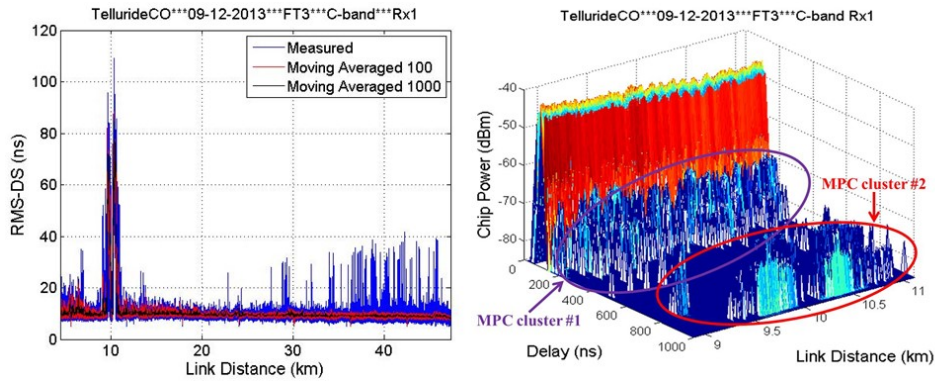 TellurideCO***09-12-2013***FT3***C-band***Rx1
120
100
80
60
40
20
0
RMS-DS (ns)
Measured
Moving Averaged 100
Moving Averaged 1000
10
20
30
40
Link Distance (km)
TellurideCO***09-12-2013***FT3***C-band Rx1
-40
-50
-60
-70
-80
Chip Power (dBm)
MPC cluster #2
MPC cluster #1
0
200
400
600
800
1000
Delay (ns)
9
9.5
10
10.5
11
Link Distance (km)